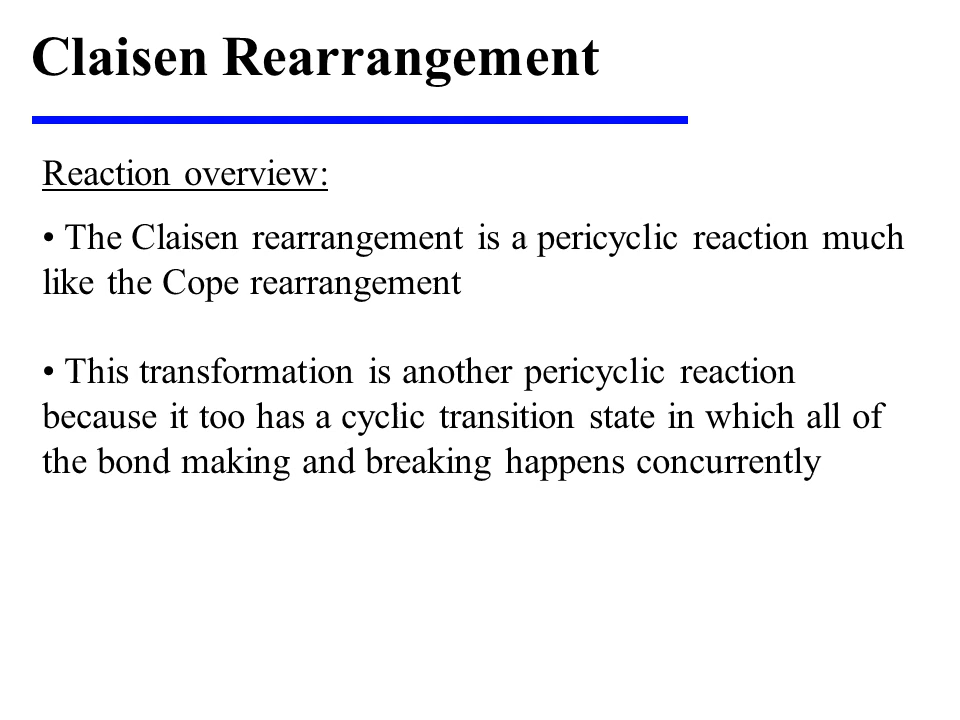 Claisen Rearrangement
Reaction overview:
• The Claisen rearrangement is a pericyclic reaction much
like the Cope rearrangement
• This transformation is another pericyclic reaction
because it too has a cyclic transition state in which all of
the bond making and breaking happens concurrently